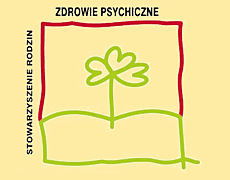 STOWARZYSZENIE RODZIN
ZDROWIE PSYCHICZNE